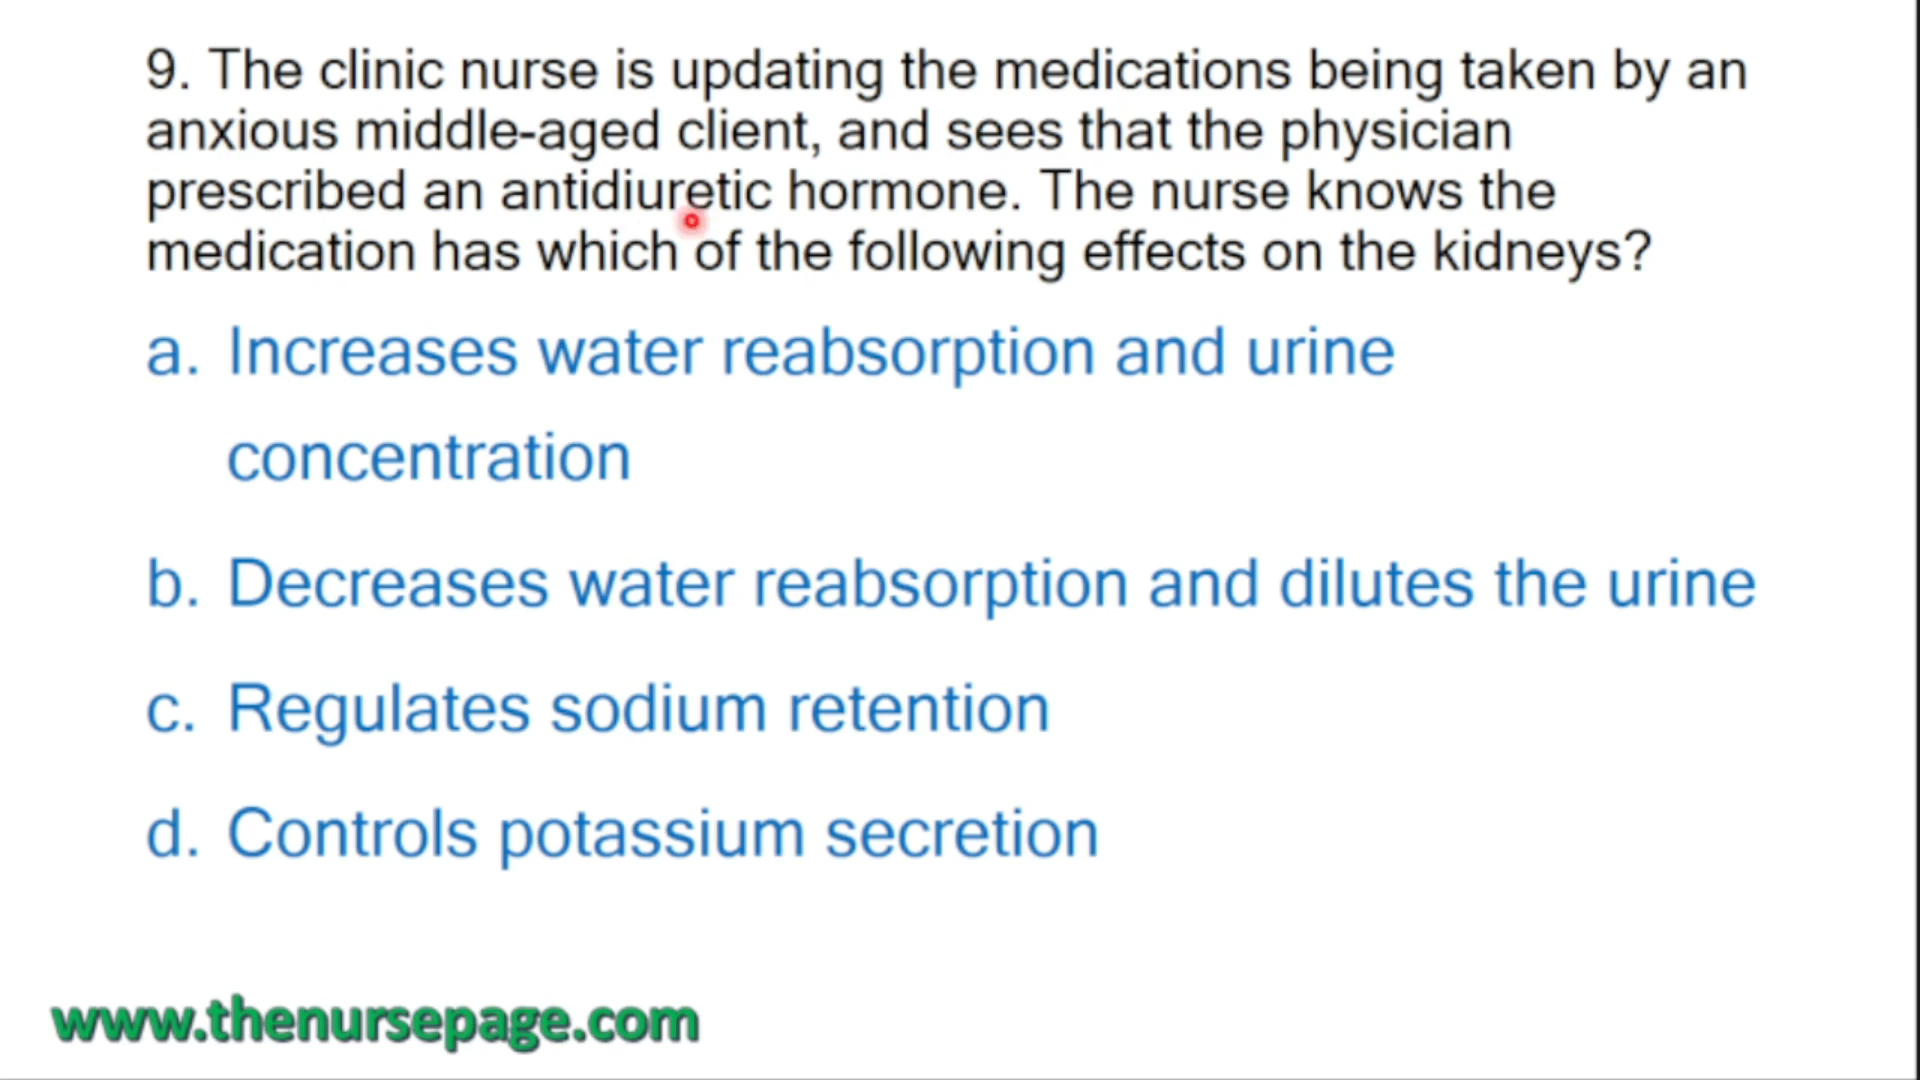 9. The clinic nurse is updating the medications being taken by an
anxious middle-aged client, and sees that the physician
prescribed an antidiuretic hormone. The nurse knows the
medication has which of the following effects on the kidneys?
a. Increases water reabsorption and urine
concentration
b. Decreases water reabsorption and dilutes the urine
c. Regulates sodium retention
d. Controls potassium secretion
www.thenursepage.com